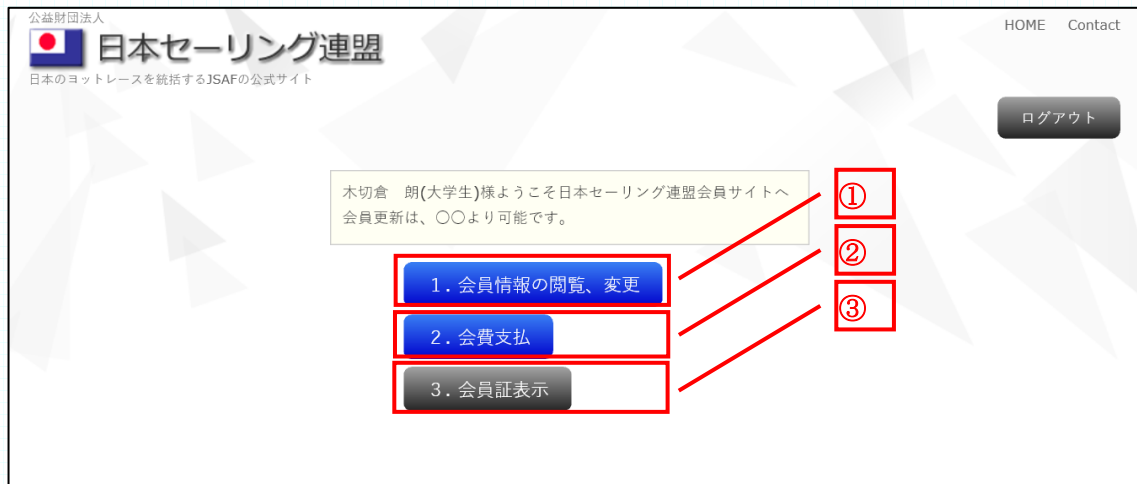 公益財団法人
日本セーリング連盟
日本のヨットレースを統括するJSAFの公式サイト
HOME Contact
ログアウト
木切倉　朗(大学生)様ようこそ日本セーリング連盟会員サイトへ
会員更新は、〇〇より可能です。
①
②
③
1. 会員情報の閲覧、変更
2. 会費支払
3. 会員証表示